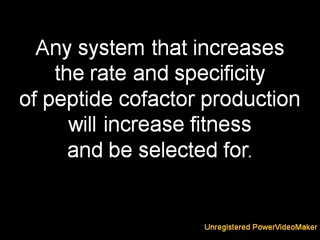 Any system that increases
the rate and specificity
of peptide cofactor production
will increase fitness
and be selected for.
Unregistered PowerVideoMaker